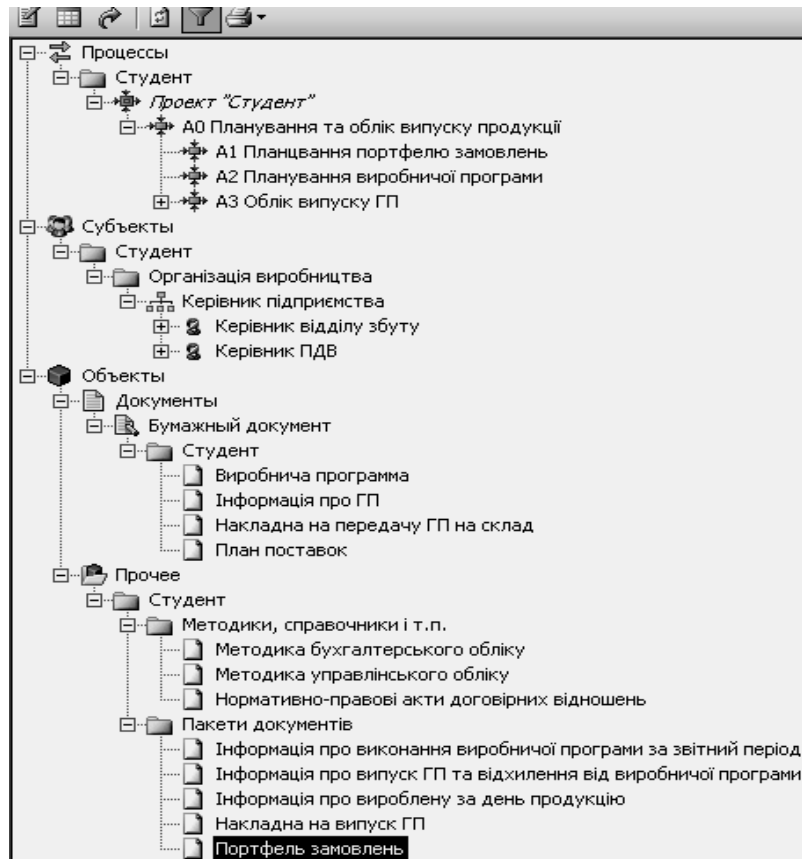 Процессы
Студент
Проект "Студент"
А0 Планування та облік випуску продукції
А1 Планцвання портфелю замовлень
А2 Планування виробничої програми
А3 Облік випуску ГП
Субъекты
Студент
Організація виробництва
Керівник підприємства
Керівник відділу збуту
Керівник ПДВ
Объекты
Документы
Бумажный документ
Студент
Виробнича программа
Інформація про ГП
Накладна на передачу ГП на склад
План поставок
Прочее
Студент
Методики, справочники і т.п.
Методика бухгалтерського обліку
Методика управлінського обліку
Нормативно-правові акти договірних відношень
Пакети документів
Інформація про виконання виробничої програми за звітний період
Інформація про випуск ГП та відхилення від виробничої програми
Інформація про вироблену за день продукцію
Накладна на випуск ГП
Портфель замовлень